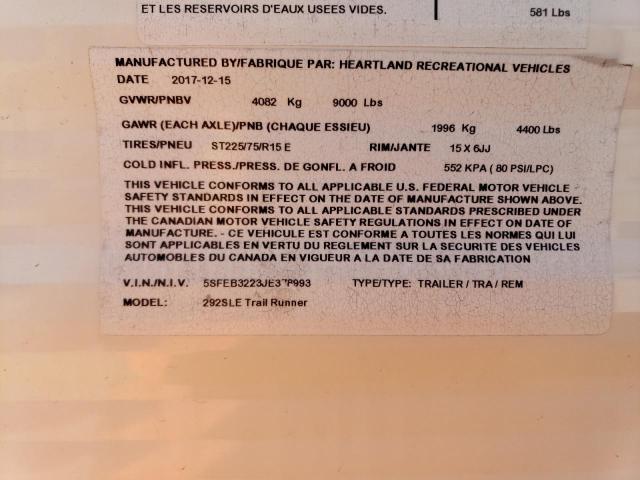 ET LES RESERVOIRS D'EAUX USEES VIDES.
581 Lbs
MANUFACTURED BY/FABRIQUE PAR: HEARTLAND RECREATIONAL VEHICLES
DATE 2017-12-15
GVWR/PNBV 4082 Kg 9000 Lbs
GAWR (EACH AXLE)/PNB (CHAQUE ESSIEU) 1996 Kg 4400 Lbs
TIRES/PNEU ST225/75/R15 E RIM/JANTE 15 X 6JJ
COLD INFL. PRESS./PRESS. DE GONFL. A FROID 552 KPA ( 80 PSI/LPC)
THIS VEHICLE CONFORMS TO ALL APPLICABLE U.S. FEDERAL MOTOR VEHICLE
SAFETY STANDARDS IN EFFECT ON THE DATE OF MANUFACTURE SHOWN ABOVE.
THIS VEHICLE CONFORMS TO ALL APPLICABLE STANDARDS PRESCRIBED UNDER
THE CANADIAN MOTOR VEHICLE SAFETY REGULATIONS IN EFFECT ON DATE OF
MANUFACTURE. - CE VEHICULE EST CONFORME A TOUTES LES NORMES QUI LUI
SONT APPLICABLES EN VERTU DU REGLEMENT SUR LA SECURITE DES VEHICLES
AUTOMOBILES DU CANADA EN VIGUEUR A LA DATE DE SA FABRICATION
V.I.N./N.I.V. TYPE/TYPE: TRAILER / TRA / REM
MODEL: 292SLE Trail Runner